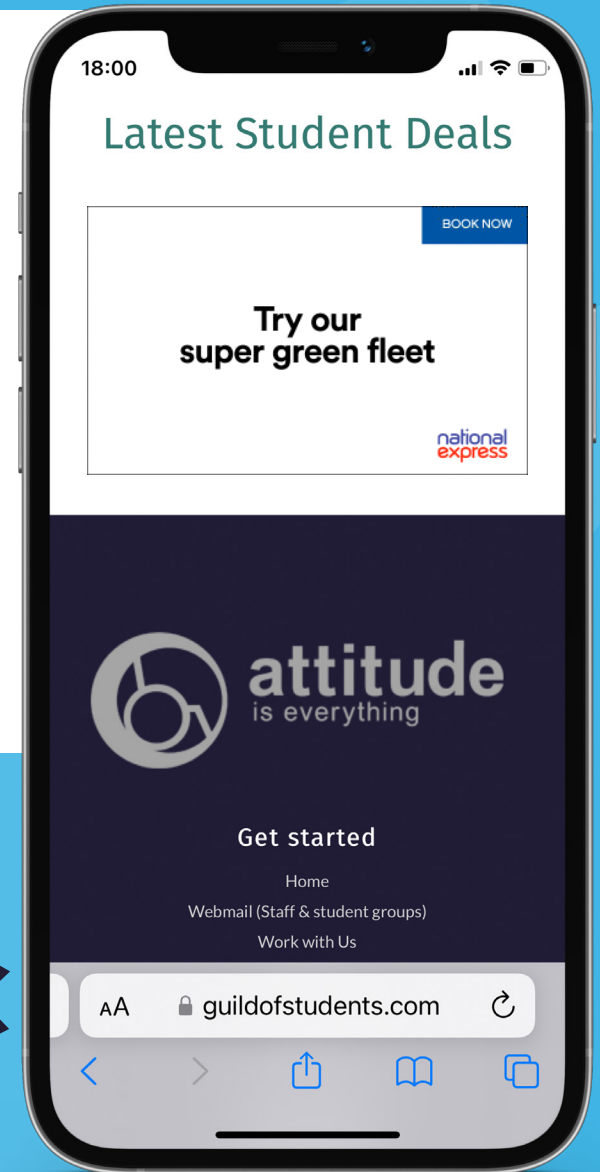 18:00
Latest Student Deals
BOOK NOW
Try our
super green fleet
national
express
attitude
is everything
Get started
Home
Webmail (Staff & student groups)
Work with Us
AA guildofstudents.com